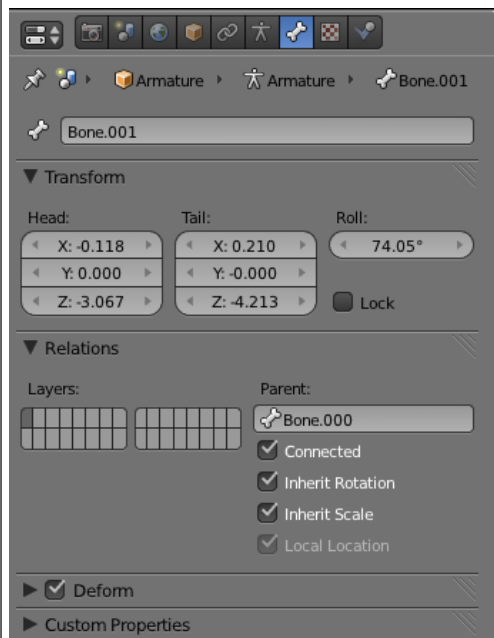 Armature Armature Bone.001
Bone.001
Transform
Head: Tail: Roll:
X: -0.118 X: 0.210 74.05°
Y: 0.000 Y: -0.000
Z: -3.067 Z: -4.213 Lock
Relations
Layers: Parent:
Bone.000
Connected
Inherit Rotation
Inherit Scale
Local Location
Deform
Custom Properties